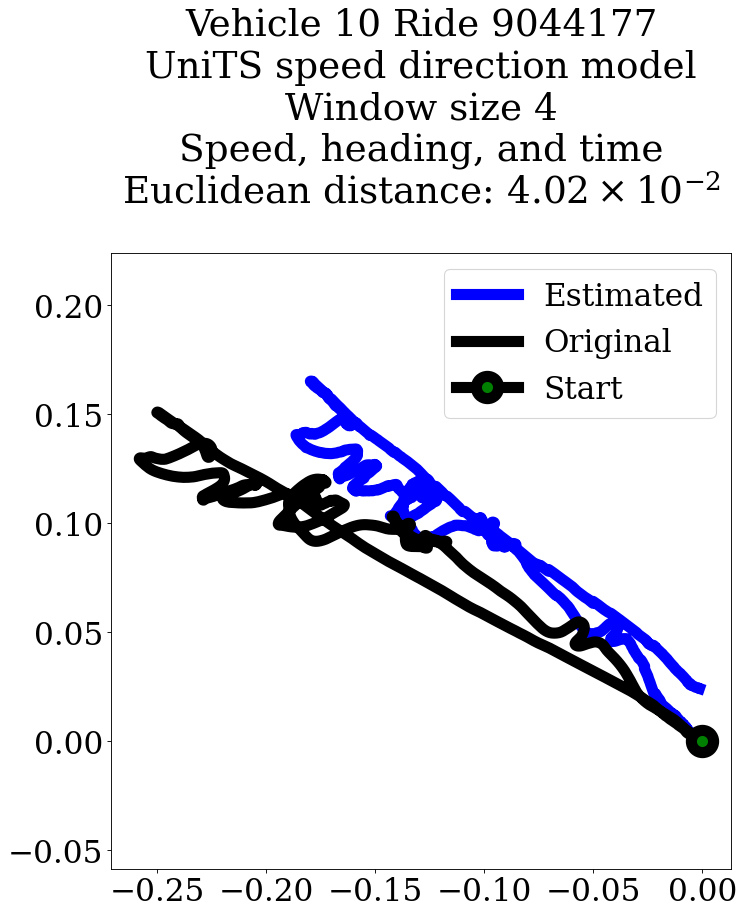 Vehicle 10 Ride 9044177
UniTS speed direction model
Window size 4
Speed, heading, and time
Euclidean distance: 4.02 × 10⁻²
Estimated
Original
Start
0.20
0.15
0.10
0.05
0.00
−0.05
−0.25 −0.20 −0.15 −0.10 −0.05 0.00